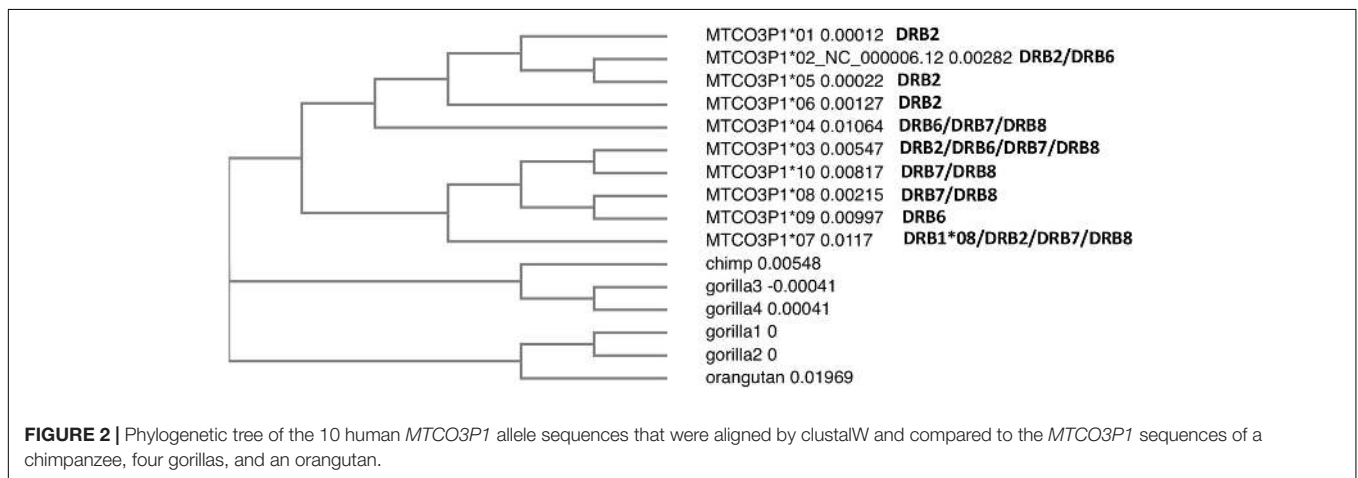 MTCO3P1*01 0.00012 DRB2
MTCO3P1*02_NC_000006.12 0.00282 DRB2/DRB6
MTCO3P1*05 0.00022 DRB2
MTCO3P1*06 0.00127 DRB2
MTCO3P1*04 0.01064 DRB6/DRB7/DRB8
MTCO3P1*03 0.00547 DRB2/DRB6/DRB7/DRB8
MTCO3P1*10 0.00817 DRB7/DRB8
MTCO3P1*08 0.00215 DRB7/DRB8
MTCO3P1*09 0.00997 DRB6
MTCO3P1*07 0.0117 DRB1*08/DRB2/DRB7/DRB8
chimp 0.00548
gorilla3 -0.00041
gorilla4 0.00041
gorilla1 0
gorilla2 0
orangutan 0.01969
FIGURE 2 | Phylogenetic tree of the 10 human MTCO3P1 allele sequences that were aligned by clustalW and compared to the MTCO3P1 sequences of a
chimpanzee, four gorillas, and an orangutan.